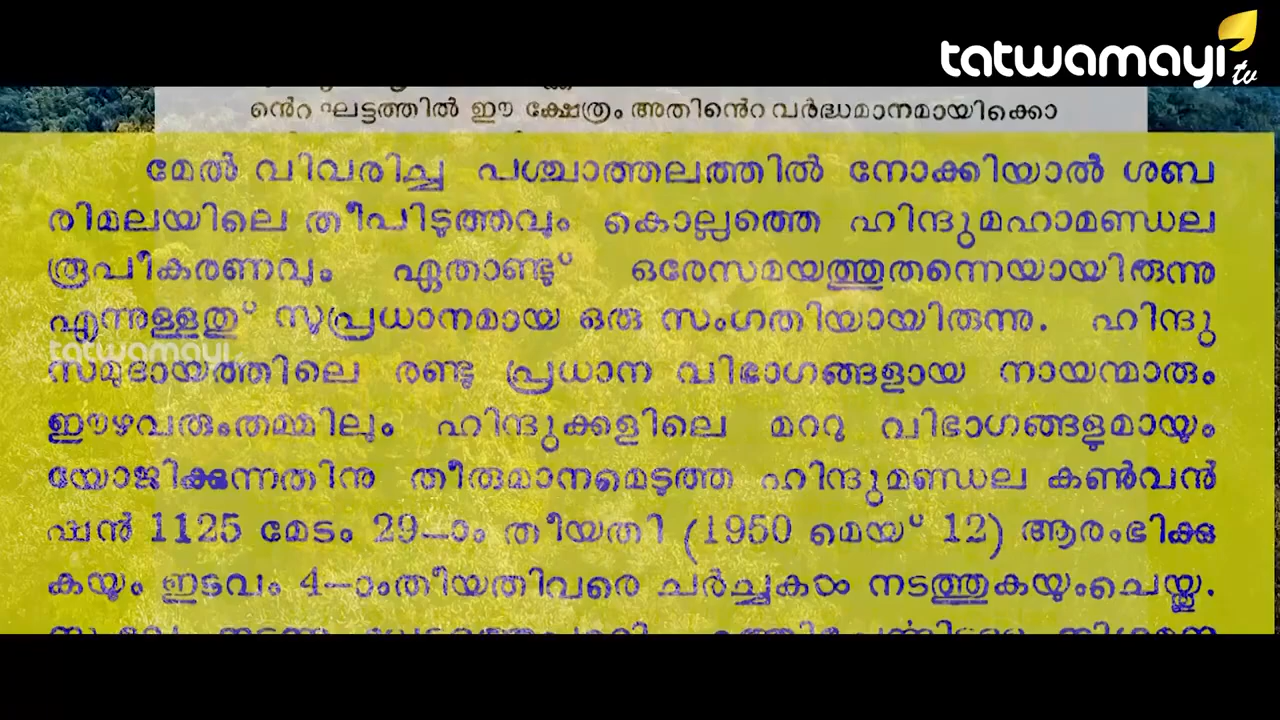 tatwamayi tv
ൻെറ ഘട്ടത്തിൽ ഈ ക്ഷേത്രം അതിൻെറ വർദ്ധമാനമായിക്കൊ
മേൽ വിവരിച്ച പശ്ചാത്തലത്തിൽ നോക്കിയാൽ ശബ
രിമലയിലെ തീപിടുത്തവും കൊല്ലത്തെ ഹിന്ദുമഹാമണ്ഡല
രൂപീകരണവും ഏതാണ്ടു് ഒരേസമയത്തുതന്നെയായിരുന്നു
എന്നുള്ളതു് സുപ്രധാനമായ ഒരു സംഗതിയായിരുന്നു. ഹിന്ദു
tatwamayi
സമുദായത്തിലെ രണ്ടു പ്രധാന വിഭാഗങ്ങളായ നായന്മാരും
ഈഴവരുംതമ്മിലും ഹിന്ദുക്കളിലെ മററു വിഭാഗങ്ങളുമായും
യോജിക്കുന്നതിനു തീരുമാനമെടുത്ത ഹിന്ദുമണ്ഡല കൺവൻ
ഷൻ 1125 മേടം 29—ാം തീയതി (1950 മെയ് 12) ആരംഭിക്കു
കയും ഇടവം 4—ാംതീയതിവരെ ചർച്ചകൾ നടത്തുകയുംചെയ്തു.